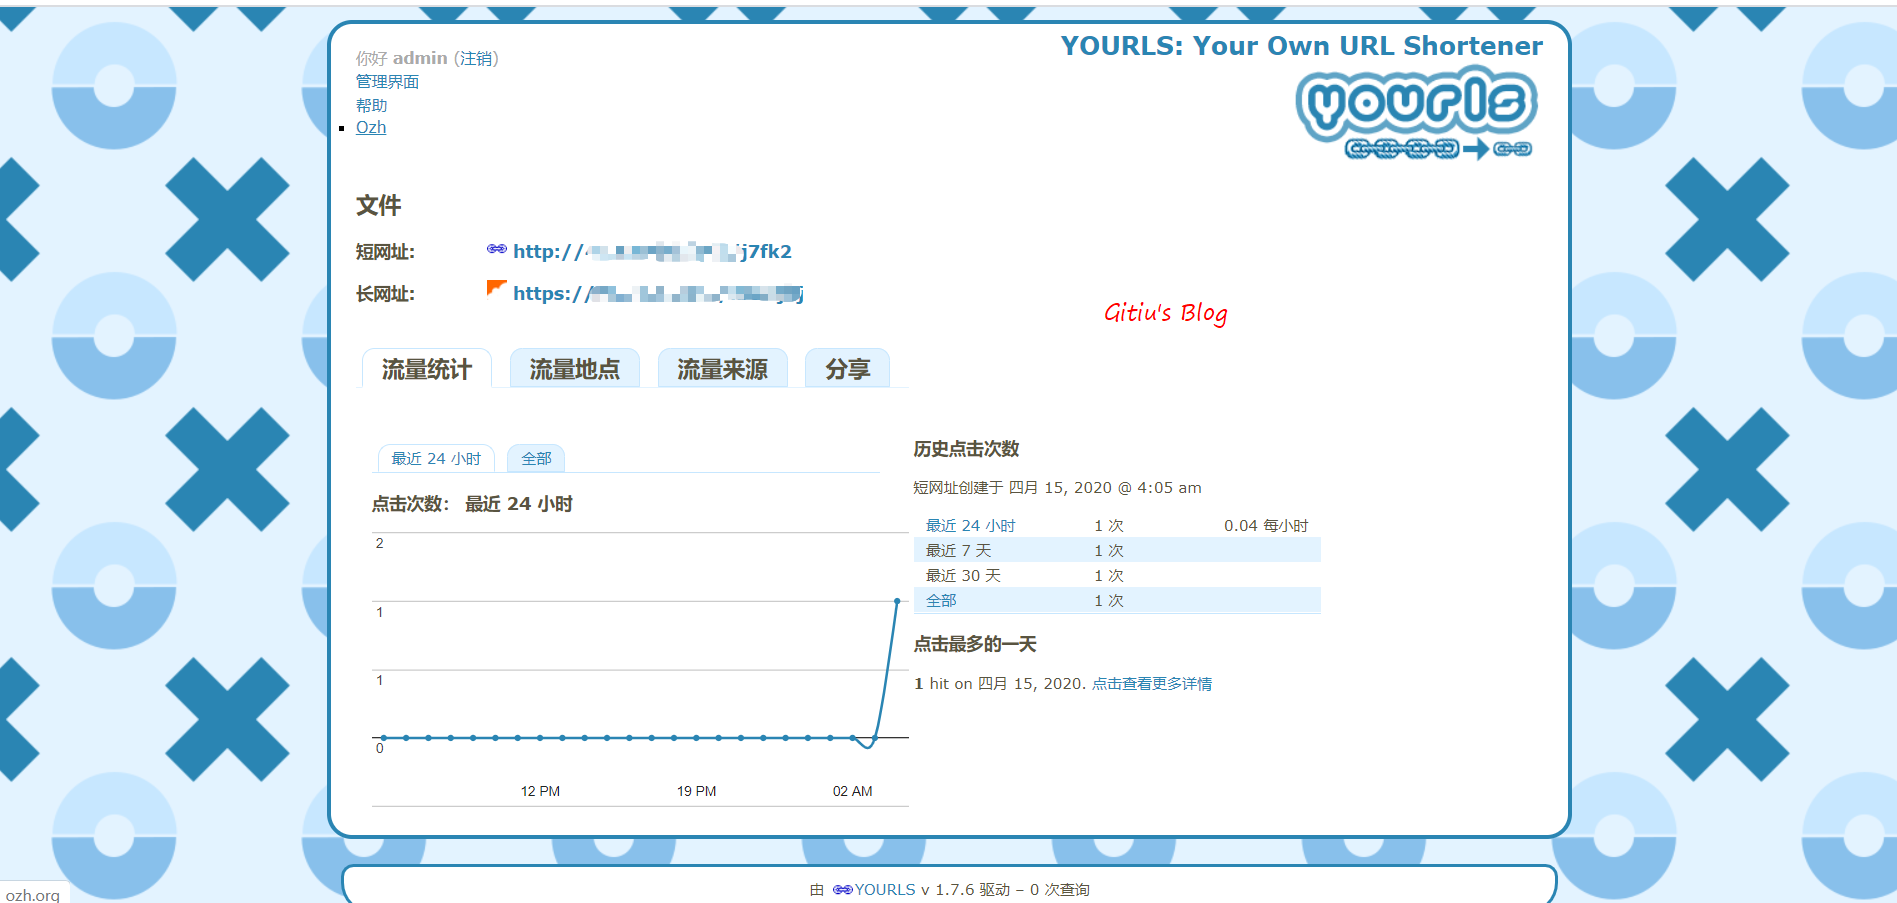 YOURLS: Your Own URL Shortener
yourls
你好 admin (注销)
管理界面
帮助
Ozh
文件
短网址: http:// j7fk2
长网址: https://
Gitiu's Blog
流量统计 流量地点 流量来源 分享
最近 24 小时 全部
点击次数： 最近 24 小时
2
1
1
0
12 PM 19 PM 02 AM
历史点击次数
短网址创建于 四月 15, 2020 @ 4:05 am
最近 24 小时 1 次 0.04 每小时
最近 7 天 1 次
最近 30 天 1 次
全部 1 次
点击最多的一天
1 hit on 四月 15, 2020. 点击查看更多详情
由 YOURLS v 1.7.6 驱动 – 0 次查询
ozh.org